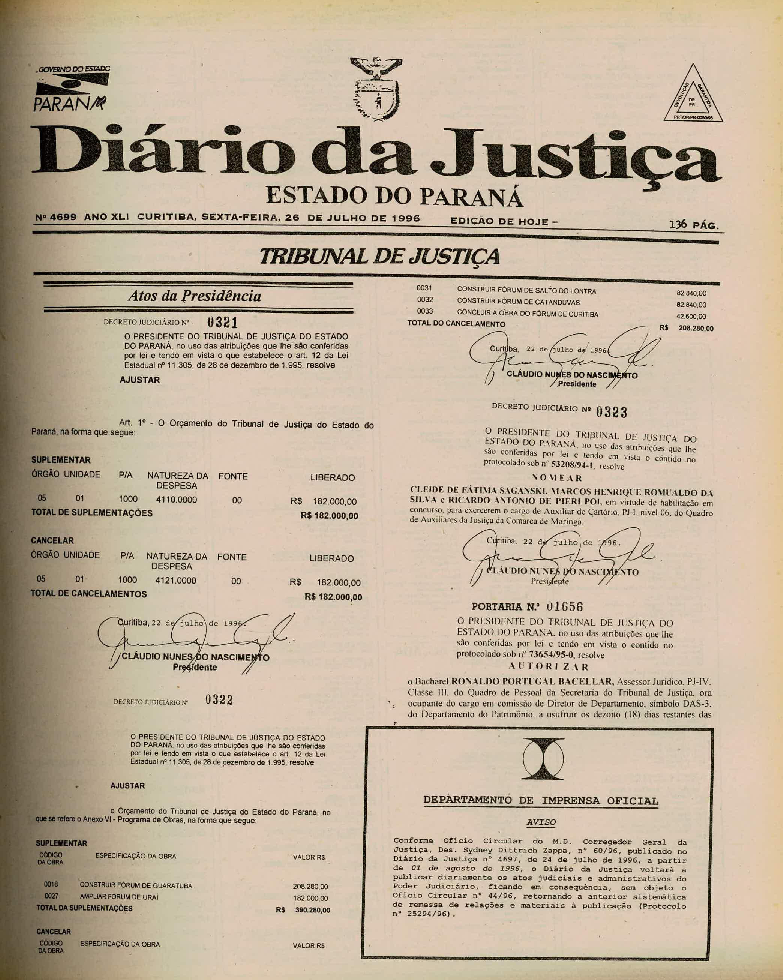 GOVERNO DO ESTADO
PARANÁ
Diário da Justiça
ESTADO DO PARANÁ
Nº 4699 ANO XLI CURITIBA, SEXTA-FEIRA, 26 DE JULHO DE 1996 EDIÇÃO DE HOJE - 136 PÁG.
TRIBUNAL DE JUSTIÇA
Atos da Presidência
DECRETO JUDICIÁRIO Nº 0321
O PRESIDENTE DO TRIBUNAL DE JUSTIÇA DO ESTADO
DO PARANÁ, no uso das atribuições que lhe são conferidas
por lei e tendo em vista o que estabelece o art. 12 da Lei
Estadual nº 11.305, de 28 de dezembro de 1.995, resolve
AJUSTAR
Art. 1º - O Orçamento do Tribunal de Justiça do Estado do
Paraná, na forma que segue:
SUPLEMENTAR
ÓRGÃO UNIDADE P/A NATUREZA DA FONTE LIBERADO
DESPESA
05 01 1000 4110.0000 00 R$ 182.000,00
TOTAL DE SUPLEMENTAÇÕES R$ 182.000,00
CANCELAR
ÓRGÃO UNIDADE P/A NATUREZA DA FONTE LIBERADO
DESPESA
05 01 1000 4121.0000 00 R$ 182.000,00
TOTAL DE CANCELAMENTOS R$ 182.000,00
Curitiba, 22 de julho de 1996.
CLÁUDIO NUNES DO NASCIMENTO
Presidente
DECRETO JUDICIÁRIO Nº 0322
O PRESIDENTE DO TRIBUNAL DE JUSTIÇA DO ESTADO
DO PARANÁ, no uso das atribuições que lhe são conferidas
por lei e tendo em vista o que estabelece o art. 12 da Lei
Estadual nº 11.305, de 28 de dezembro de 1.995, resolve
AJUSTAR
o Orçamento do Tribunal de Justiça do Estado do Paraná, no
que se refere o Anexo VI - Programa de Obras, na forma que segue:
SUPLEMENTAR
CÓDIGO ESPECIFICAÇÃO DA OBRA VALOR R$
DA OBRA
0018 CONSTRUIR FÓRUM DE GUARATUBA 208.280,00
0027 AMPLIAR FÓRUM DE URAÍ 182.000,00
TOTAL DA SUPLEMENTAÇÕES R$ 390.280,00
CANCELAR
CÓDIGO ESPECIFICAÇÃO DA OBRA VALOR R$
DA OBRA
0031 CONSTRUIR FÓRUM DE SALTO DO LONTRA 82.840,00
0032 CONSTRUIR FÓRUM DE CATANDUVAS 82.840,00
0033 CONCLUIR A OBRA DO FÓRUM DE CURITIBA 42.600,00
TOTAL DO CANCELAMENTO R$ 208.280,00
Curitiba, 22 de julho de 1996
CLÁUDIO NUNES DO NASCIMENTO
Presidente
DECRETO JUDICIÁRIO Nº 0323
O PRESIDENTE DO TRIBUNAL DE JUSTIÇA DO
ESTADO DO PARANÁ, no uso das atribuições que lhe
são conferidas por lei e tendo em vista o contido no
protocolado sob nº 53208/94-1, resolve
NOMEAR
CLEIDE DE FÁTIMA SAGANSKI, MARCOS HENRIQUE ROMUALDO DA
SILVA e RICARDO ANTONIO DE PIERI POI, em virtude de habilitação em
concurso, para exercerem o cargo de Auxiliar de Cartório, PJ-I, nível 06, do Quadro
de Auxiliares da Justiça da Comarca de Maringá.
Curitiba, 22 de julho de 1996.
CLÁUDIO NUNES DO NASCIMENTO
Presidente
PORTARIA N.º 01656
O PRESIDENTE DO TRIBUNAL DE JUSTIÇA DO
ESTADO DO PARANÁ, no uso das atribuições que lhe
são conferidas por lei e tendo em vista o contido no
protocolado sob nº 73654/95-0, resolve
AUTORIZAR
o Bacharel RONALDO PORTUGAL BACELLAR, Assessor Jurídico, PJ-IV,
Classe III, do Quadro de Pessoal da Secretaria do Tribunal de Justiça, ora
ocupante do cargo em comissão de Diretor de Departamento, símbolo DAS-3,
do Departamento do Patrimônio, a usufruir os dezoito (18) dias restantes das
DEPARTAMENTO DE IMPRENSA OFICIAL
AVISO
Conforme Ofício Circular do M.D. Corregedor Geral da
Justiça, Des. Sydney Dittrich Zappa, nº 60/96, publicado no
Diário da Justiça nº 4697, de 24 de julho de 1996, a partir
de 01 de agosto de 1996, o Diário da Justiça voltará a
publicar diariamente os atos judiciais e administrativos do
Poder Judiciário, ficando em consequência, sem objeto o
Ofício Circular nº 44/96, retornando a anterior sistemática
de remessa de relações e materiais à publicação (Protocolo
nº 25294/96).